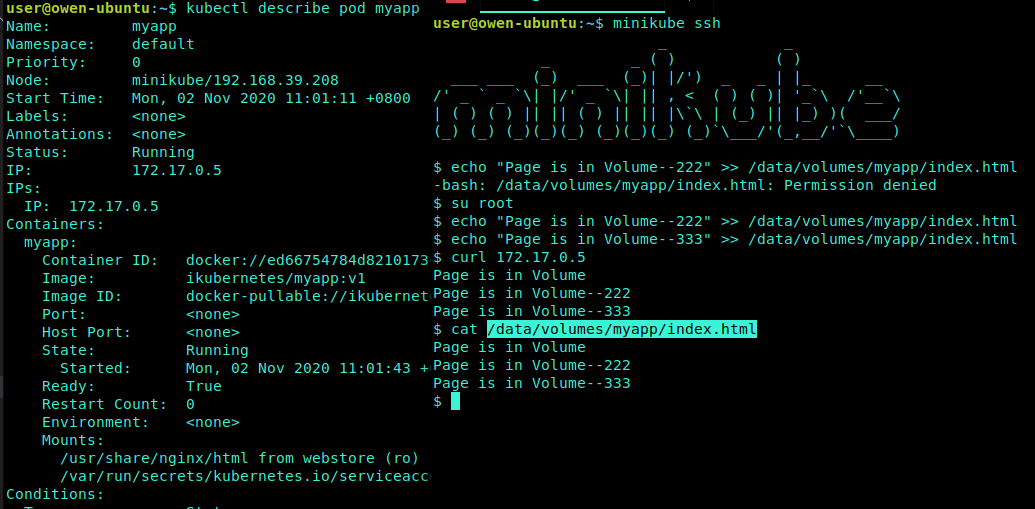 user@owen-ubuntu:~$ kubectl describe pod myapp
Name:         myapp
Namespace:    default
Priority:     0
Node:         minikube/192.168.39.208
Start Time:   Mon, 02 Nov 2020 11:01:11 +0800
Labels:       <none>
Annotations:  <none>
Status:       Running
IP:           172.17.0.5
IPs:
  IP:  172.17.0.5
Containers:
  myapp:
    Container ID:   docker://ed66754784d8210173
    Image:          ikubernetes/myapp:v1
    Image ID:       docker-pullable://ikubernet
    Port:           <none>
    Host Port:      <none>
    State:          Running
      Started:      Mon, 02 Nov 2020 11:01:43 +
    Ready:          True
    Restart Count:  0
    Environment:    <none>
    Mounts:
      /usr/share/nginx/html from webstore (ro)
      /var/run/secrets/kubernetes.io/serviceacc
Conditions:
user@owen-ubuntu:~$ minikube ssh
minikube
$ echo "Page is in Volume--222" >> /data/volumes/myapp/index.html
-bash: /data/volumes/myapp/index.html: Permission denied
$ su root
$ echo "Page is in Volume--222" >> /data/volumes/myapp/index.html
$ echo "Page is in Volume--333" >> /data/volumes/myapp/index.html
$ curl 172.17.0.5
Page is in Volume
Page is in Volume--222
Page is in Volume--333
$ cat /data/volumes/myapp/index.html
Page is in Volume
Page is in Volume--222
Page is in Volume--333
$